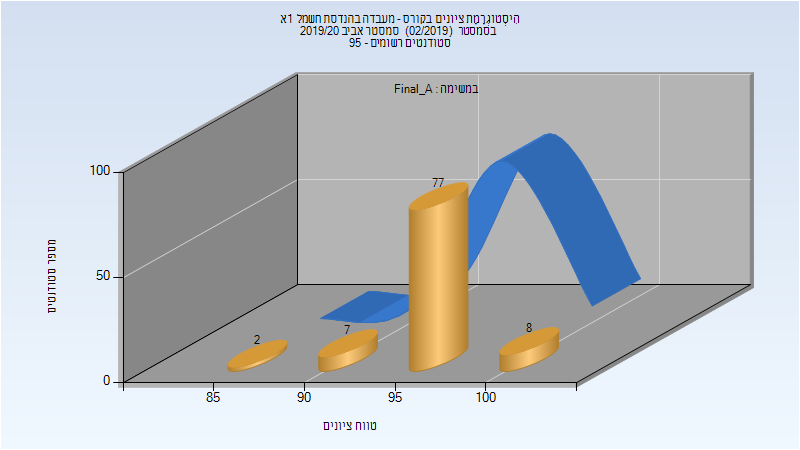 היסטוגרמת ציונים בקורס - מעבדה בהנדסת חשמל 1א
בסמסטר (02/2019) סמסטר אביב 2019/20
סטודנטים רשומים - 95
במשימה : Final_A
100
50
0
מספר סטודנטים
2
7
77
8
85
90
95
100
טווח ציונים